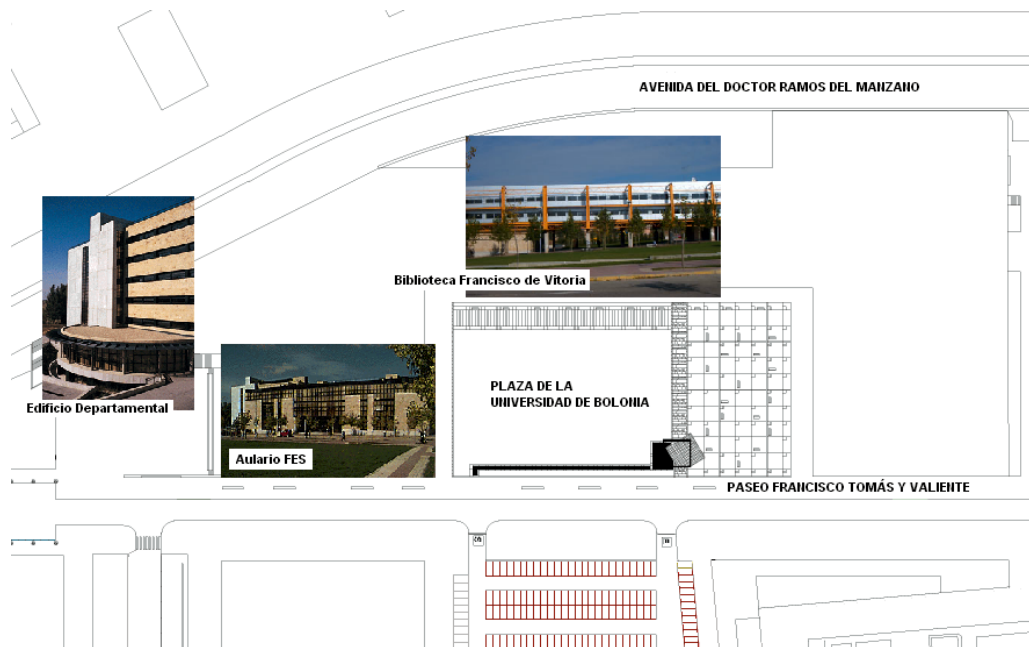 AVENIDA DEL DOCTOR RAMOS DEL MANZANO
Biblioteca Francisco de Vitoria
Edificio Departamental
PLAZA DE LA
UNIVERSIDAD DE BOLONIA
Aulario FES
PASEO FRANCISCO TOMÁS Y VALIENTE